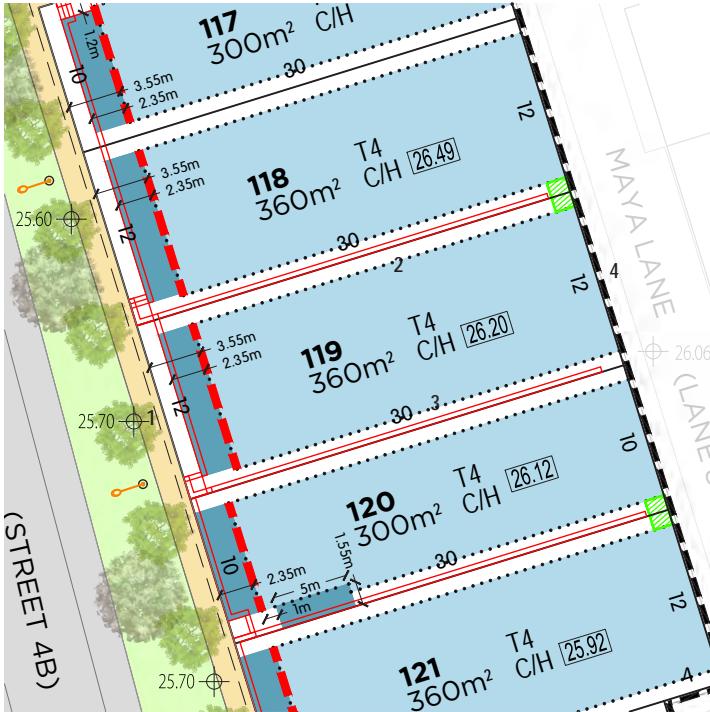 117
300m²
C/H
1.2m
10
30
3.55m
2.35m
12
118
360m²
T4
C/H 26.49
3.55m
2.35m
12
25.60
30
2
MAYA LANE
12
4
119
360m²
T4
C/H 26.20
3.55m
2.35m
12
26.06
(LANE
30
3
25.70
1
10
120
300m²
T4
C/H 26.12
(STREET 4B)
10
2.35m
5m
1m
1.55m
30
12
121
360m²
T4
C/H 25.92
25.70
4